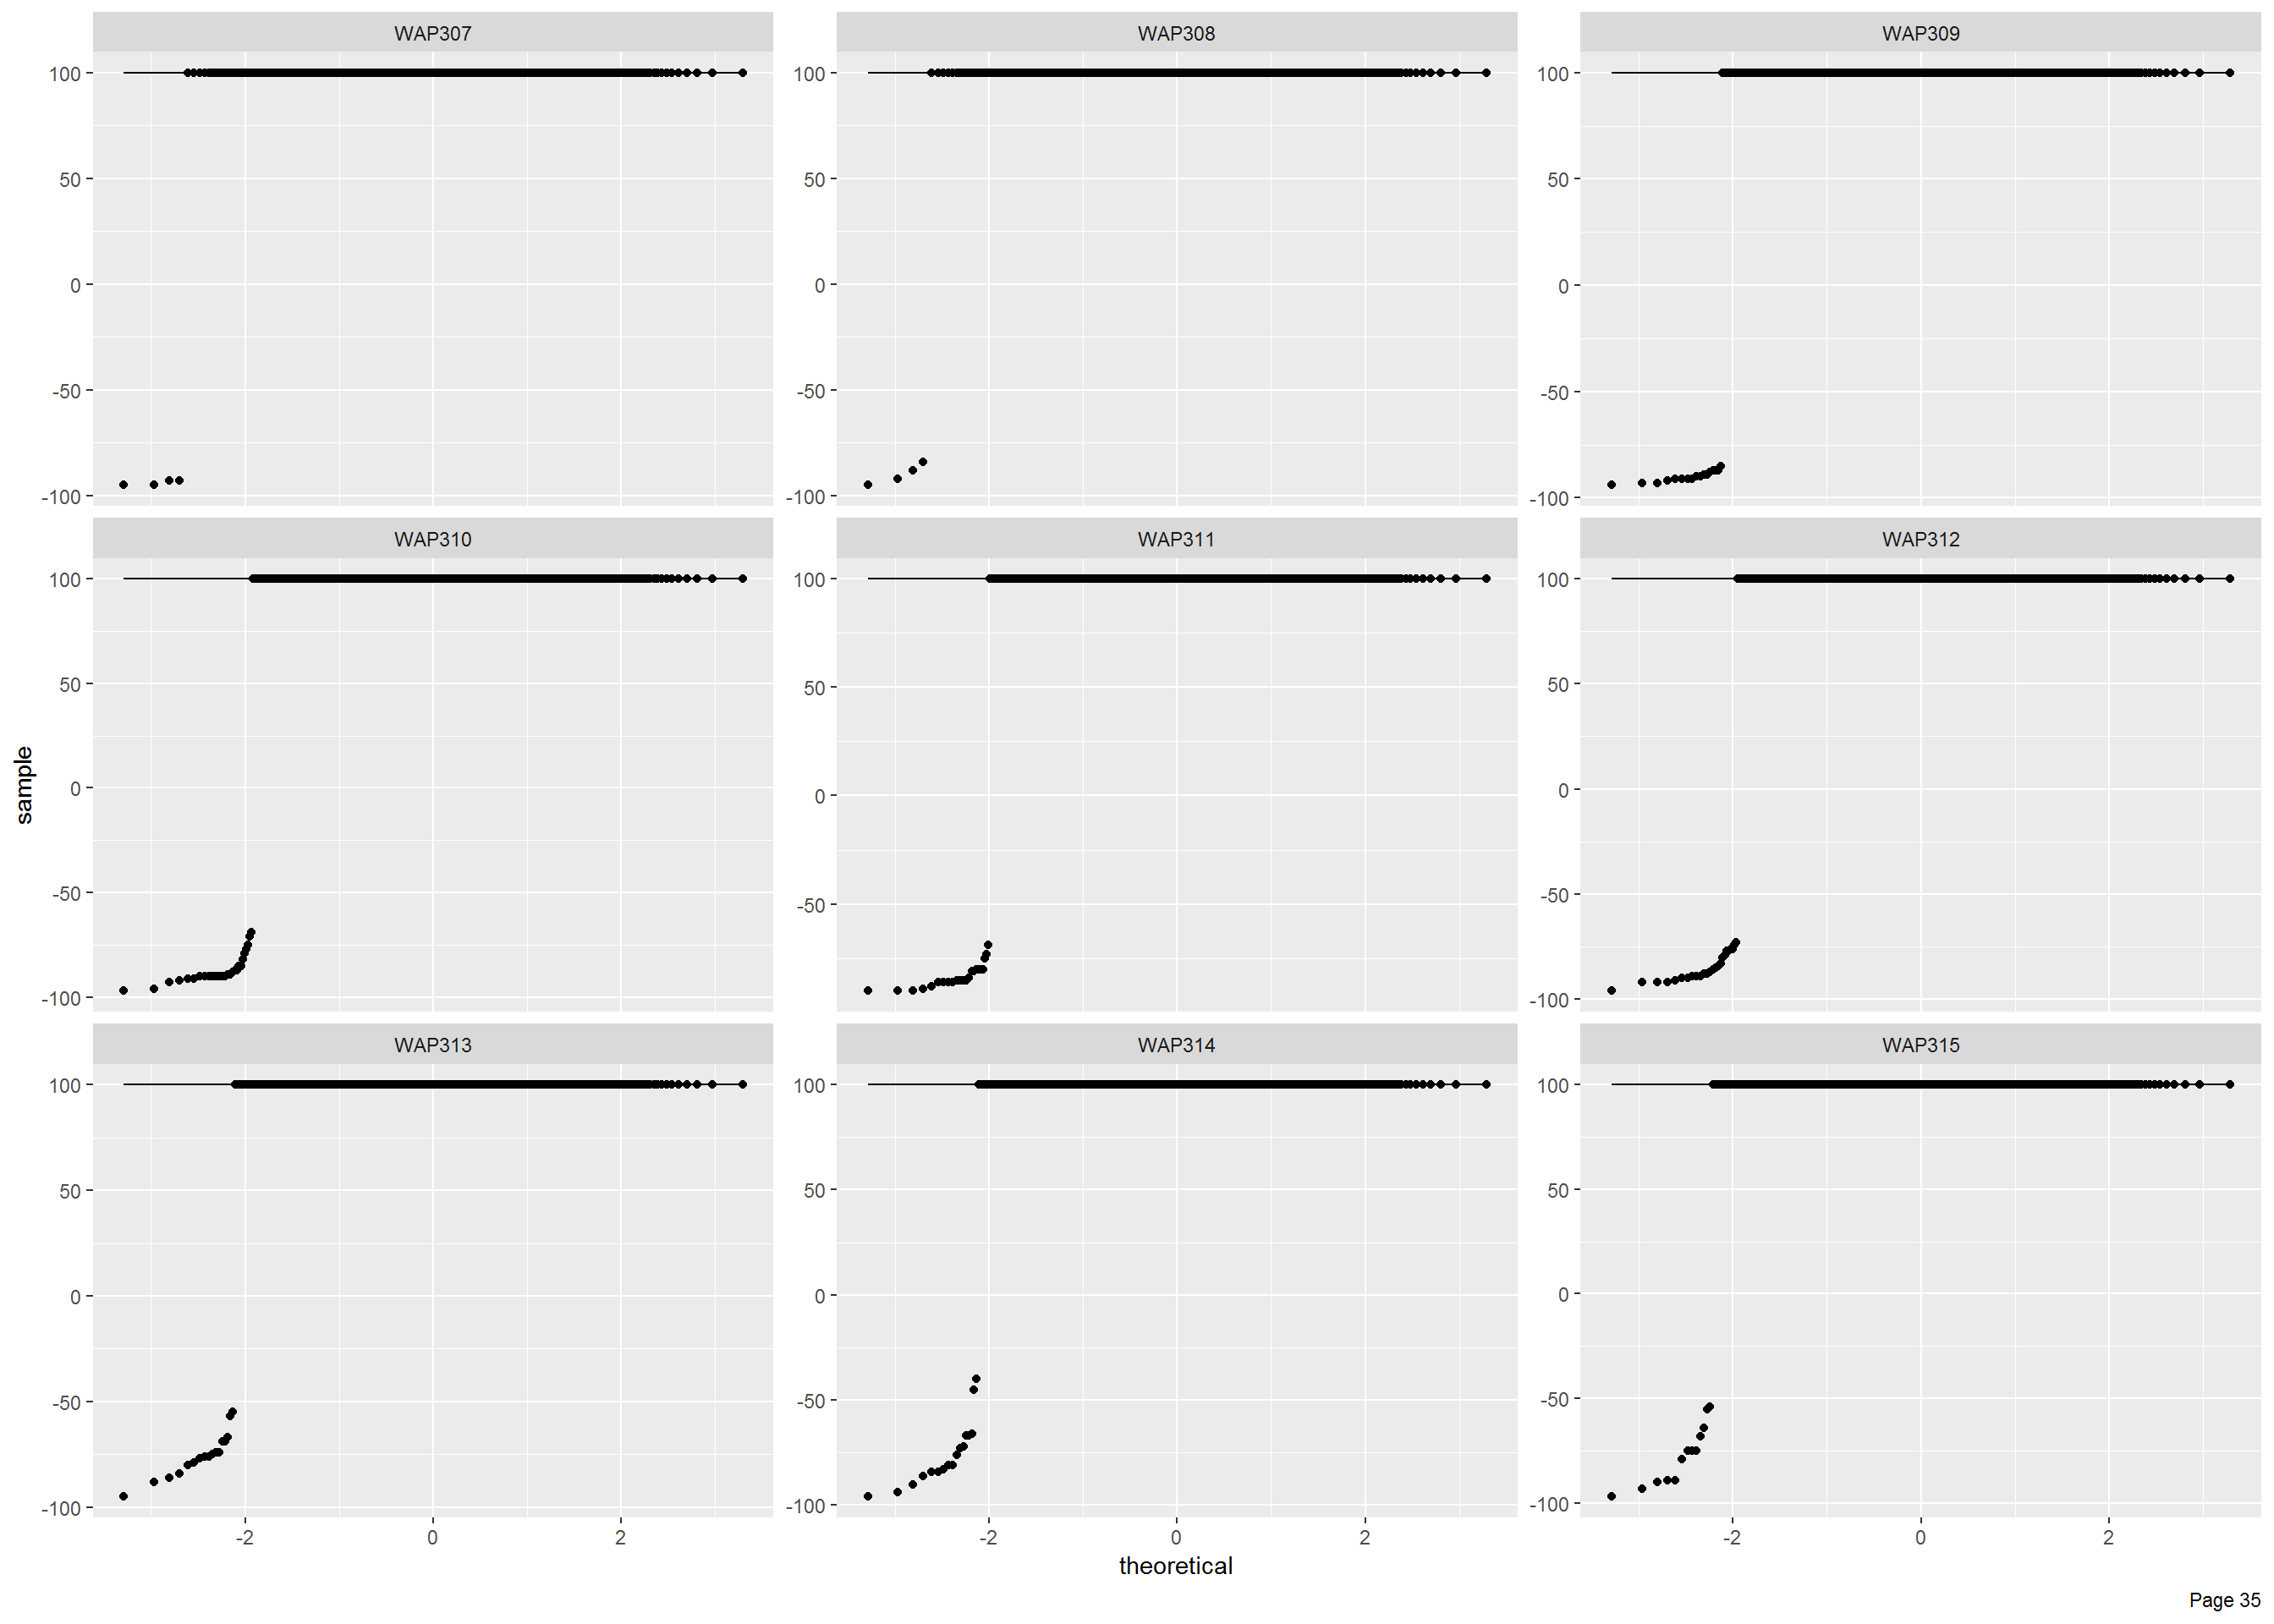 WAP307 WAP308 WAP309
100 100 100
50 50 50
0 0 0
-50 -50 -50
-100 -100 -100
WAP310 WAP311 WAP312
100 100 100
50 50 50
0 0 0
-50 -50 -50
-100 -100
sample
WAP313 WAP314 WAP315
100 100 100
50 50 50
0 0 0
-50 -50 -50
-100 -100 -100
-2 0 2 -2 0 2 -2 0 2
theoretical
Page 35